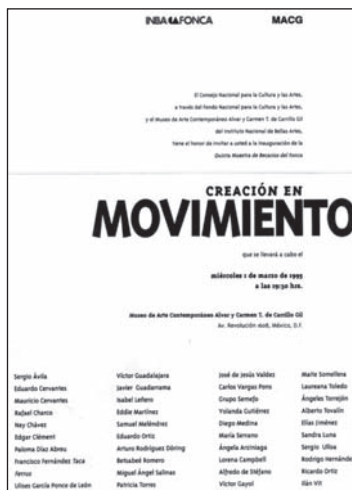 INBA FONCA
MACG
El Consejo Nacional para la Cultura y las Artes,
a través del Fondo Nacional para la Cultura y las Artes,
y el Museo de Arte Contemporáneo Alvar y Carmen T. de Carrillo Gil
del Instituto Nacional de Bellas Artes,
tiene el honor de invitar a usted a la inauguración de la
Quinta Muestra de Becarios del Fonca
CREACIÓN EN
MOVIMIENTO
que se llevará a cabo el
miércoles 1 de marzo de 1995
a las 19:30 hrs.
Museo de Arte Contemporáneo Alvar y Carmen T. de Carrillo Gil
Av. Revolución 1608, México, D.F.
Sergio Ávila
Eduardo Cervantes
Mauricio Cervantes
Rafael Charco
Ney Chávez
Edgar Clément
Paloma Díaz Abreu
Francisco Fernández Taca
Ferrus
Ulises García Ponce de León
Víctor Guadalajara
Javier Guadarrama
Isabel Leñero
Eddie Martínez
Samuel Meléndrez
Eduardo Ortiz
Arturo Rodríguez Döring
Betsabeé Romero
Miguel Ángel Salinas
Patricia Torres
José de Jesús Valdez
Carlos Vargas Pons
Grupo Semefo
Yolanda Gutiérrez
Diego Medina
María Serrano
Ángela Arziniaga
Lorena Campbell
Alfredo de Stéfano
Víctor Gayol
Maite Somellera
Laureana Toledo
Ángeles Torrejón
Alberto Tovalín
Elías Jiménez
Sandra Luna
Sergio Ulloa
Rodrigo Hernández
Ricardo Ortiz
Ilán Vit